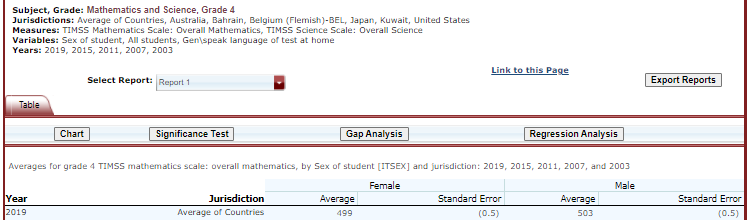 Subject, Grade: Mathematics and Science, Grade 4
Jurisdictions: Average of Countries, Australia, Bahrain, Belgium (Flemish)-BEL, Japan, Kuwait, United States
Measures: TIMSS Mathematics Scale: Overall Mathematics, TIMSS Science Scale: Overall Science
Variables: Sex of student, All students, Gen\speak language of test at home
Years: 2019, 2015, 2011, 2007, 2003
Link to this Page
Select Report: Report 1 Export Reports
Table
Chart Significance Test Gap Analysis Regression Analysis
Averages for grade 4 TIMSS mathematics scale: overall mathematics, by Sex of student [ITSEX] and jurisdiction: 2019, 2015, 2011, 2007, and 2003
Female Male
Year Jurisdiction Average Standard Error Average Standard Error
2019 Average of Countries 499 (0.5) 503 (0.5)